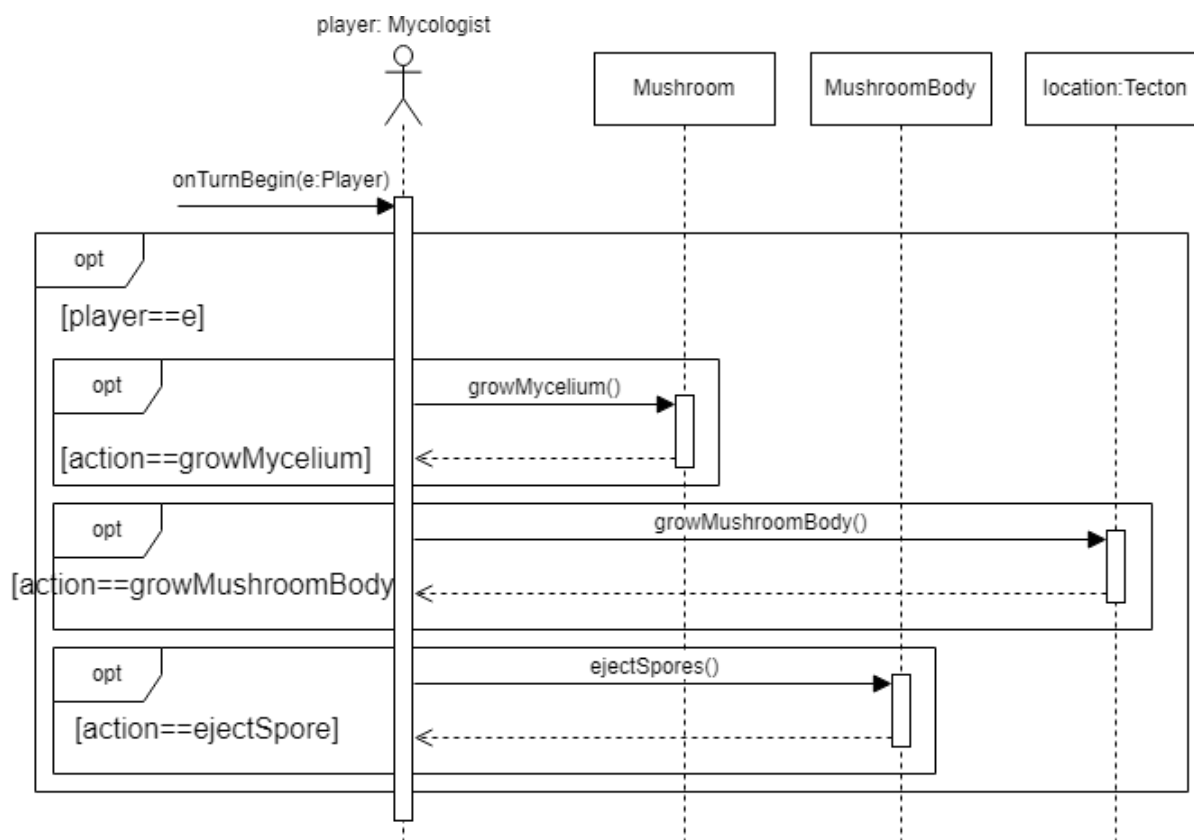 player: Mycologist
Mushroom
MushroomBody
location:Tecton
onTurnBegin(e:Player)
opt
[player==e]
opt
growMycelium()
[action==growMycelium]
opt
growMushroomBody()
[action==growMushroomBody
opt
ejectSpores()
[action==ejectSpore]